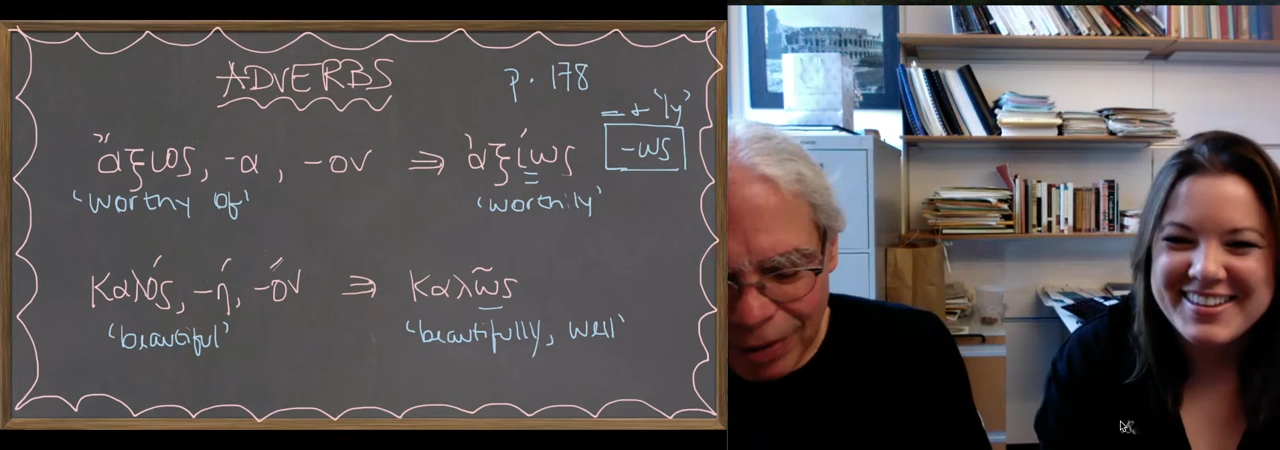 ADVERBS
p. 178
= + 'ly'
-ως
ἄξιος, -α, -ον ⇒ ἀξίως
'worthy of' 'worthily'
καλός, -ή, -όν ⇒ καλῶς
'beautiful' 'beautifully, well'